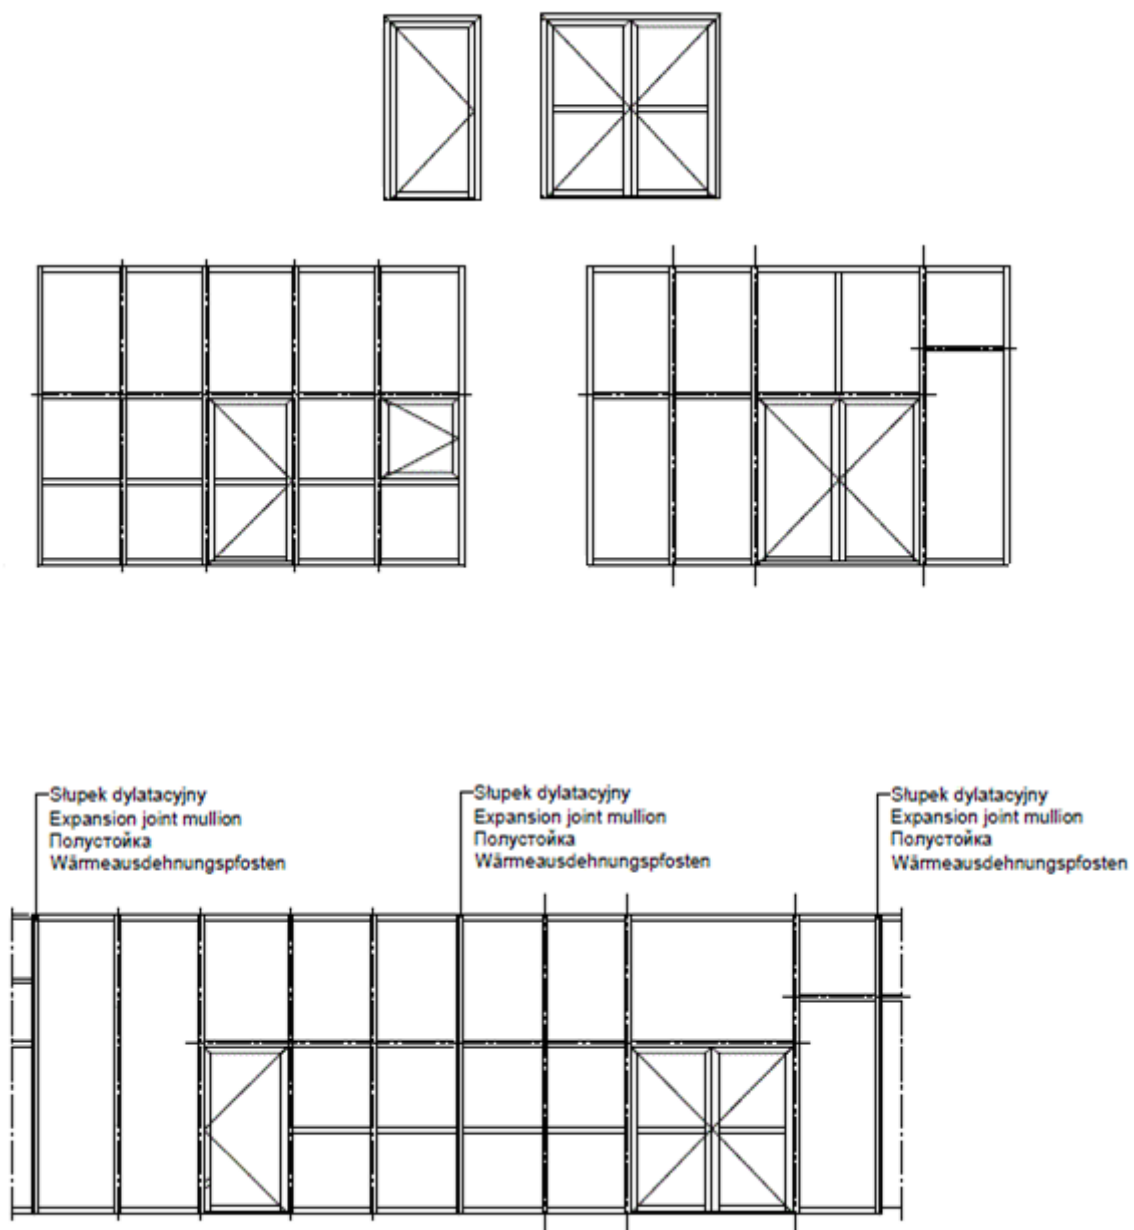 Słupek dylatacyjny
Expansion joint mullion
Полустойка
Wärmeausdehnungspfosten
Słupek dylatacyjny
Expansion joint mullion
Полустойка
Wärmeausdehnungspfosten
Słupek dylatacyjny
Expansion joint mullion
Полустойка
Wärmeausdehnungspfosten